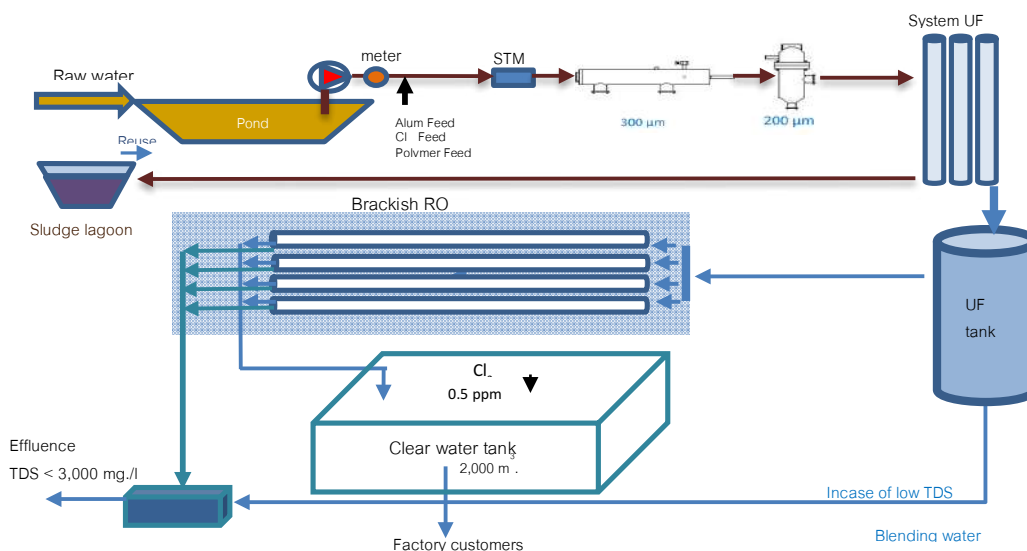 System UF
meter
STM
Raw water
Pond
Alum Feed
Cl Feed
Polymer Feed
300 µm
200 µm
Reuse
Sludge lagoon
Brackish RO
UF
tank
Cl-
0.5 ppm
Clear water tank
2,000 m³.
Effluence
TDS < 3,000 mg./l
Incase of low TDS
Blending water
Factory customers